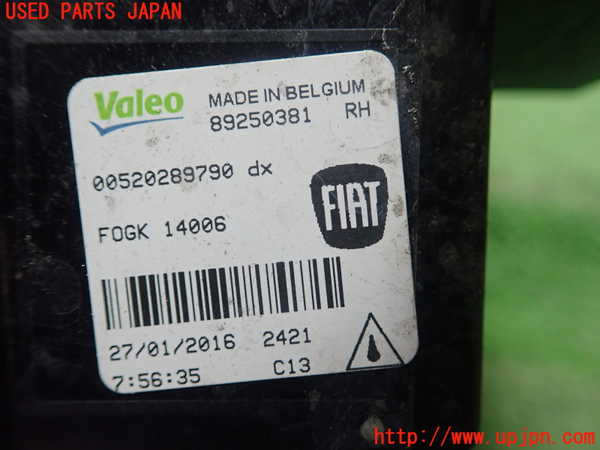 USED PARTS JAPAN
Valeo MADE IN BELGIUM
89250381 RH
00520289790 dx
FIAT
FOGK 14006
27/01/2016 2421
7:56:35 C13
http://www.upjpn.com/